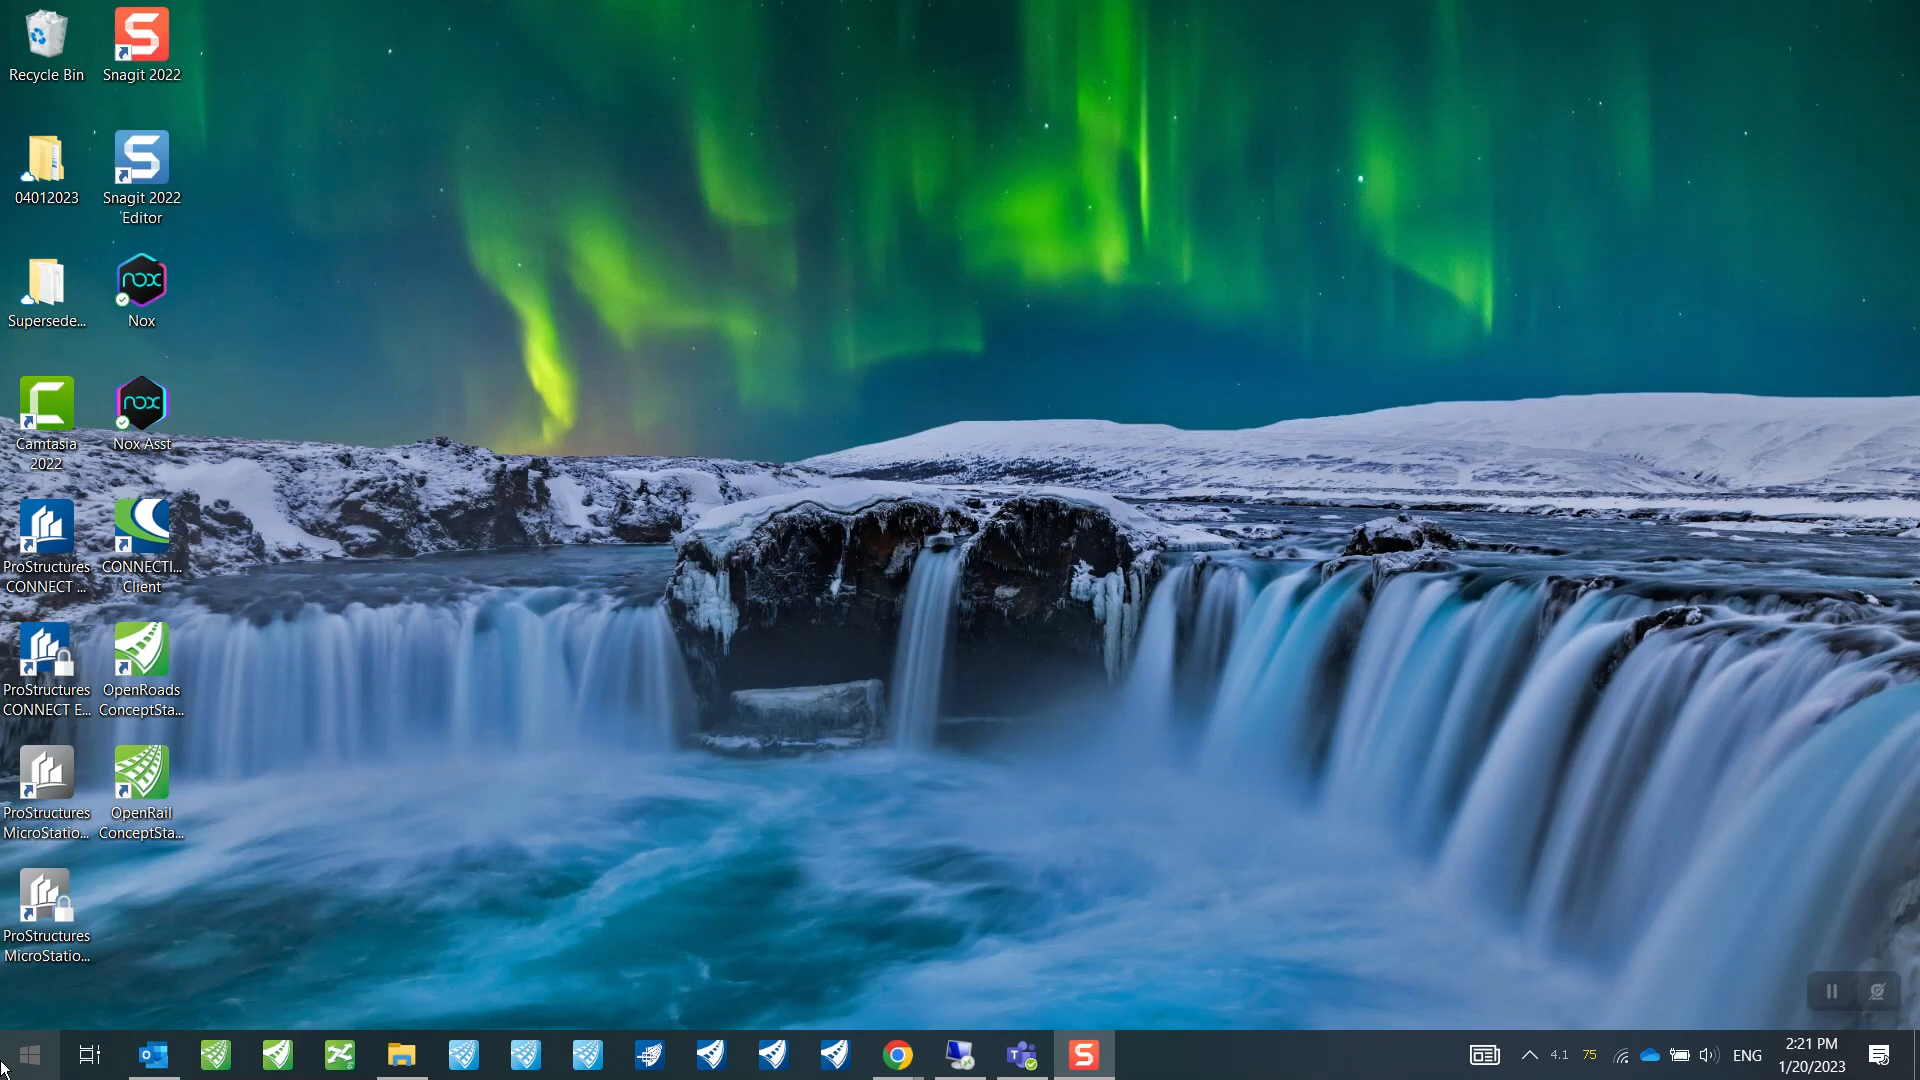 Recycle Bin
Snagit 2022
04012023
Snagit 2022
Editor
Supersede...
nox
Nox
Camtasia
2022
nox
Nox Asst
ProStructures
CONNECT ...
CONNECTI...
Client
ProStructures
CONNECT E...
OpenRoads
ConceptSta...
ProStructures
MicroStatio...
OpenRail
ConceptSta...
ProStructures
MicroStatio...
4.1
75
ENG
2:21 PM
1/20/2023